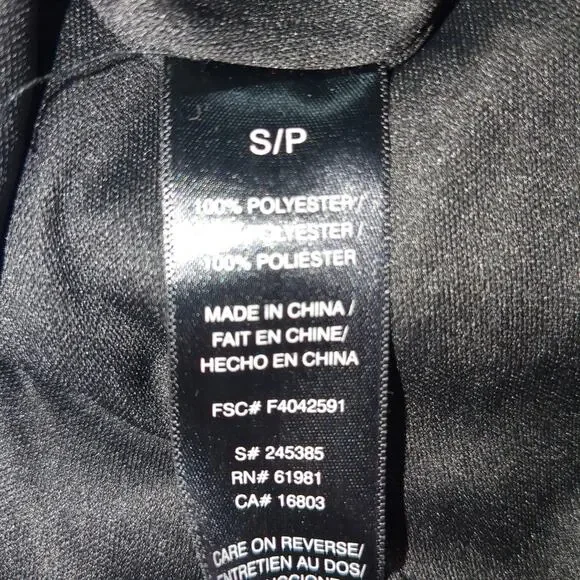 S/P
100% POLYESTER/
100% POLYESTER /
100% POLIÉSTER
MADE IN CHINA /
FAIT EN CHINE/
HECHO EN CHINA
FSC# F4042591
S# 245385
RN# 61981
CA# 16803
CARE ON REVERSE/
ENTRETIEN AU DOS/